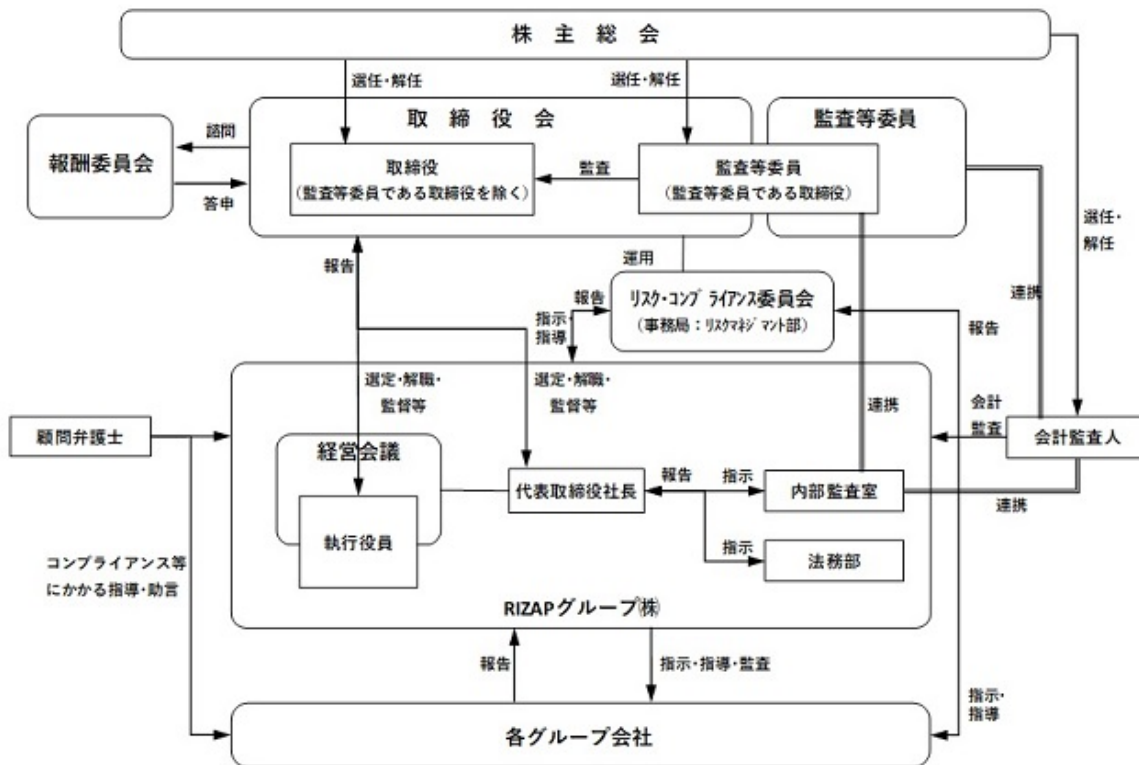 株 主 総 会
選任・解任
選任・解任
取 締 役 会
監査等委員
報酬委員会
諮問
答申
取締役
(監査等委員である取締役を除く)
監査
監査等委員
(監査等委員である取締役)
選任・
解任
報告
運用
連携
報告
リスク・コンプライアンス委員会
(事務局:リスクマネジマント部)
指示・
指導
報告
選定・解職・
監督等
選定・解職・
監督等
連携
会計
監査
顧問弁護士
会計監査人
経営会議
代表取締役社長
報告
指示
内部監査室
連携
執行役員
指示
法務部
コンプライアンス等
にかかる指導・助言
RIZAPグループ㈱
報告
指示・指導・監査
指示・
指導
各グループ会社